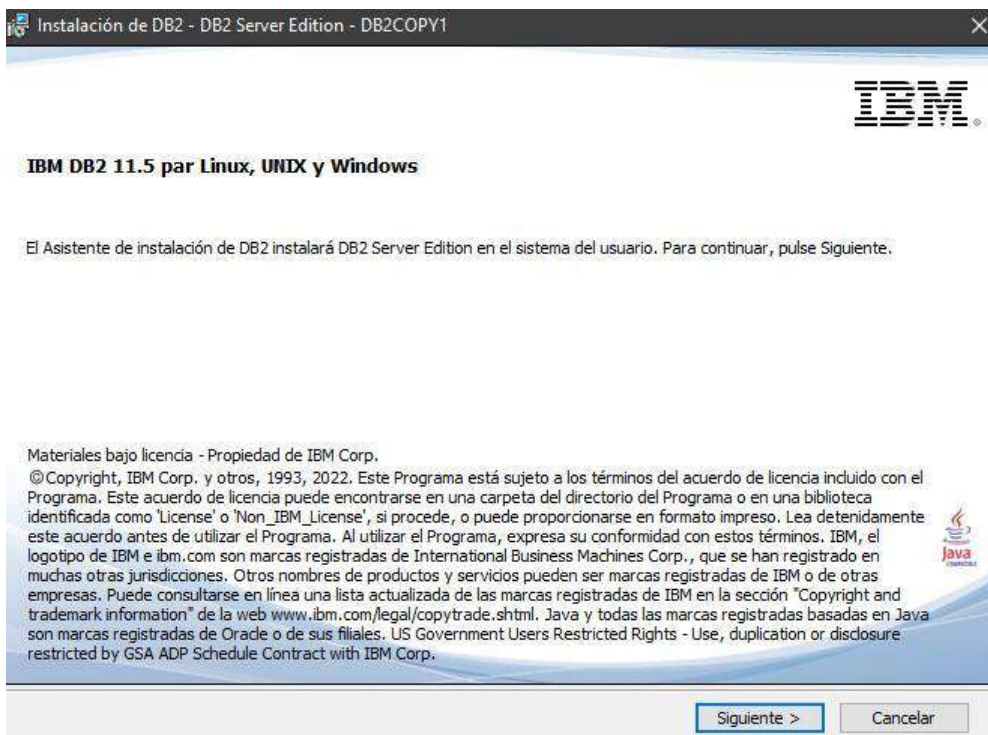 Instalación de DB2 - DB2 Server Edition - DB2COPY1
IBM
IBM DB2 11.5 par Linux, UNIX y Windows
El Asistente de instalación de DB2 instalará DB2 Server Edition en el sistema del usuario. Para continuar, pulse Siguiente.
Materiales bajo licencia - Propiedad de IBM Corp.
©Copyright, IBM Corp. y otros, 1993, 2022. Este Programa está sujeto a los términos del acuerdo de licencia incluido con el
Programa. Este acuerdo de licencia puede encontrarse en una carpeta del directorio del Programa o en una biblioteca
identificada como 'License' o 'Non_IBM_License', si procede, o puede proporcionarse en formato impreso. Lea detenidamente
este acuerdo antes de utilizar el Programa. Al utilizar el Programa, expresa su conformidad con estos términos. IBM, el
logotipo de IBM e ibm.com son marcas registradas de International Business Machines Corp., que se han registrado en
muchas otras jurisdicciones. Otros nombres de productos y servicios pueden ser marcas registradas de IBM o de otras
empresas. Puede consultarse en línea una lista actualizada de las marcas registradas de IBM en la sección "Copyright and
trademark information" de la web www.ibm.com/legal/copytrade.shtml. Java y todas las marcas registradas basadas en Java
son marcas registradas de Oracle o de sus filiales. US Government Users Restricted Rights - Use, duplication or disclosure
restricted by GSA ADP Schedule Contract with IBM Corp.
Java
Siguiente >
Cancelar